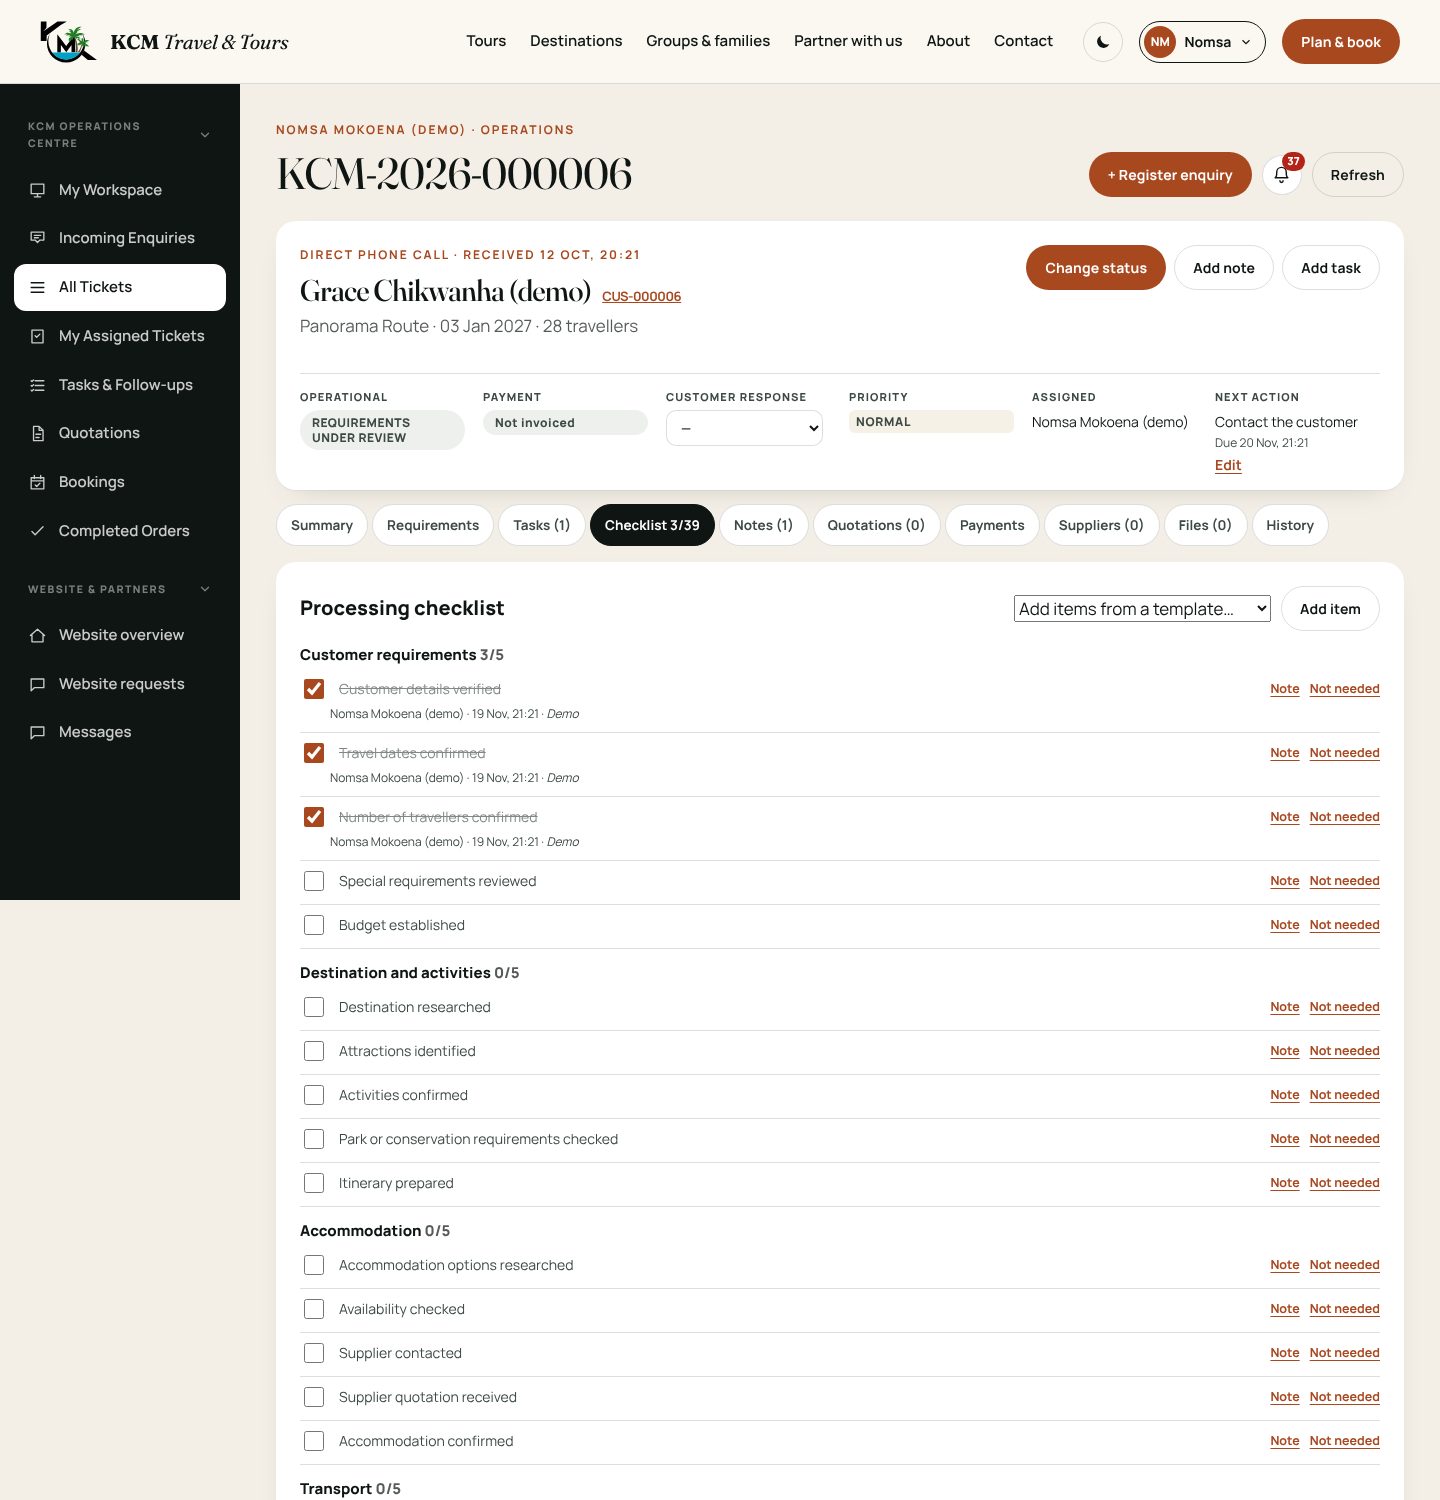 KCM Travel & Tours
Tours
Destinations
Groups & families
Partner with us
About
Contact
NM Nomsa
Plan & book
KCM OPERATIONS
CENTRE
My Workspace
Incoming Enquiries
All Tickets
My Assigned Tickets
Tasks & Follow-ups
Quotations
Bookings
Completed Orders
WEBSITE & PARTNERS
Website overview
Website requests
Messages
NOMSA MOKOENA (DEMO) · OPERATIONS
KCM-2026-000006
+ Register enquiry
37
Refresh
DIRECT PHONE CALL · RECEIVED 12 OCT, 20:21
Grace Chikwanha (demo) CUS-000006
Panorama Route · 03 Jan 2027 · 28 travellers
Change status
Add note
Add task
OPERATIONAL
REQUIREMENTS
UNDER REVIEW
PAYMENT
Not invoiced
CUSTOMER RESPONSE
—
PRIORITY
NORMAL
ASSIGNED
Nomsa Mokoena (demo)
NEXT ACTION
Contact the customer
Due 20 Nov, 21:21
Edit
Summary
Requirements
Tasks (1)
Checklist 3/39
Notes (1)
Quotations (0)
Payments
Suppliers (0)
Files (0)
History
Processing checklist
Add items from a template...
Add item
Customer requirements 3/5
Customer details verified Note Not needed
Nomsa Mokoena (demo) · 19 Nov, 21:21 · Demo
Travel dates confirmed Note Not needed
Nomsa Mokoena (demo) · 19 Nov, 21:21 · Demo
Number of travellers confirmed Note Not needed
Nomsa Mokoena (demo) · 19 Nov, 21:21 · Demo
Special requirements reviewed Note Not needed
Budget established Note Not needed
Destination and activities 0/5
Destination researched Note Not needed
Attractions identified Note Not needed
Activities confirmed Note Not needed
Park or conservation requirements checked Note Not needed
Itinerary prepared Note Not needed
Accommodation 0/5
Accommodation options researched Note Not needed
Availability checked Note Not needed
Supplier contacted Note Not needed
Supplier quotation received Note Not needed
Accommodation confirmed Note Not needed
Transport 0/5